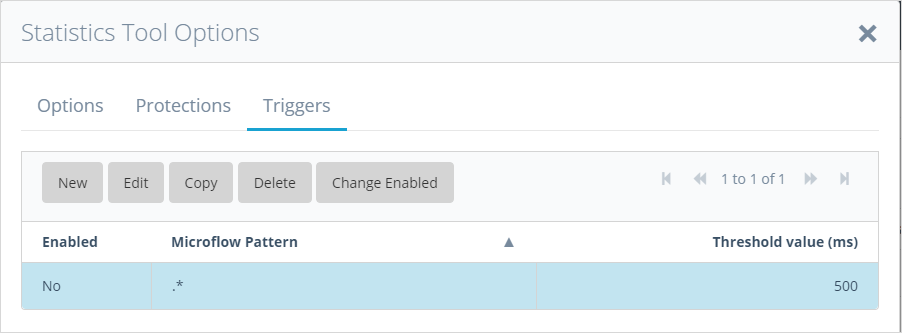 Statistics Tool Options
Options Protections Triggers
New Edit Copy Delete Change Enabled 1 to 1 of 1
Enabled Microflow Pattern Threshold value (ms)
No .* 500